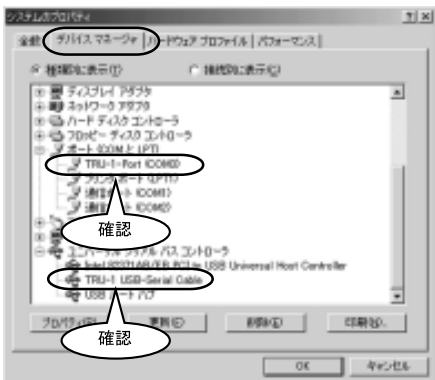 システムのプロパティ
全般 デバイス マネージャ ハードウェア プロファイル パフォーマンス
種類別に表示(T) 接続別に表示(C)
ディスプレイ アダプタ
ネットワーク アダプタ
ハード ディスク コントローラ
フロッピー ディスク コントローラ
ポート (COM と LPT)
TRU-1-Port (COM3)
プリンタ ポート (LPT1)
通信ポート (COM1)
通信ポート (COM2)
確認
ユニバーサル シリアル バス コントローラ
Intel 82371AB/EB PCI to USB Universal Host Controller
TRU-1 USB-Serial Cable
USB ルート ハブ
プロパティ(R) 更新(E) 削除(E) 印刷(N)...
確認
OK キャンセル